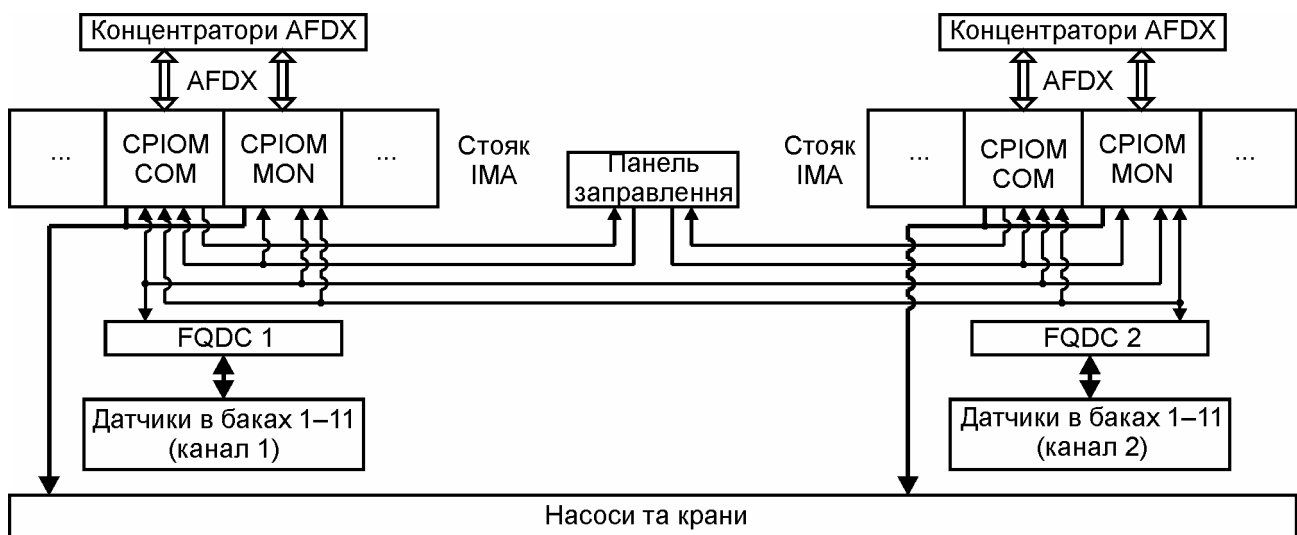 Концентратори AFDX
Концентратори AFDX
AFDX
AFDX
...
CPIOM
COM
CPIOM
MON
...
Стояк
IMA
Панель
заправлення
Стояк
IMA
...
CPIOM
COM
CPIOM
MON
...
FQDC 1
FQDC 2
Датчики в баках 1–11
(канал 1)
Датчики в баках 1–11
(канал 2)
Насоси та крани